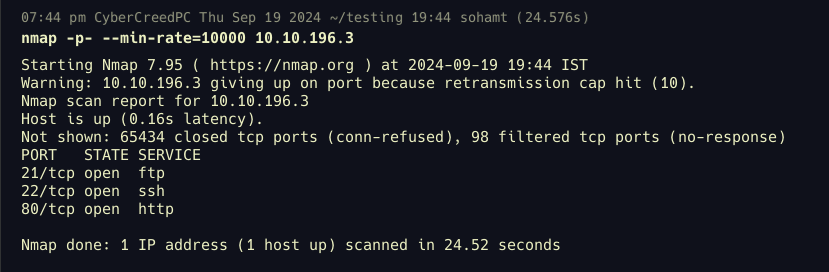 07:44 pm CyberCreedPC Thu Sep 19 2024 ~/testing 19:44 sohamt (24.576s)
nmap -p- --min-rate=10000 10.10.196.3
Starting Nmap 7.95 ( https://nmap.org ) at 2024-09-19 19:44 IST
Warning: 10.10.196.3 giving up on port because retransmission cap hit (10).
Nmap scan report for 10.10.196.3
Host is up (0.16s latency).
Not shown: 65434 closed tcp ports (conn-refused), 98 filtered tcp ports (no-response)
PORT   STATE SERVICE
21/tcp open  ftp
22/tcp open  ssh
80/tcp open  http
Nmap done: 1 IP address (1 host up) scanned in 24.52 seconds